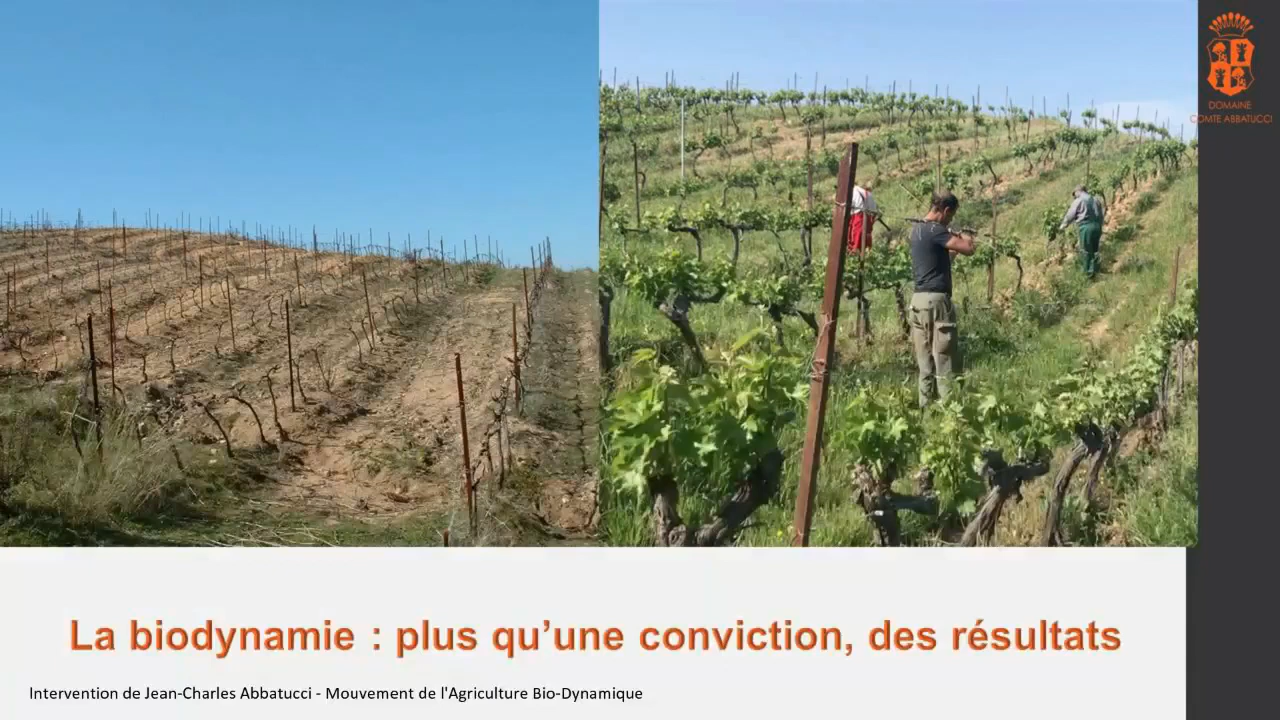 DOMAINE
COMTE ABBATUCCI
La biodynamie : plus qu’une conviction, des résultats
Intervention de Jean-Charles Abbatucci - Mouvement de l'Agriculture Bio-Dynamique